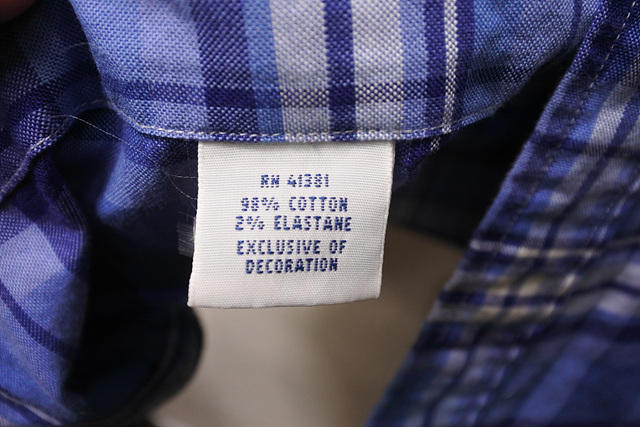 RN 41381
98% COTTON
2% ELASTANE
EXCLUSIVE OF
DECORATION